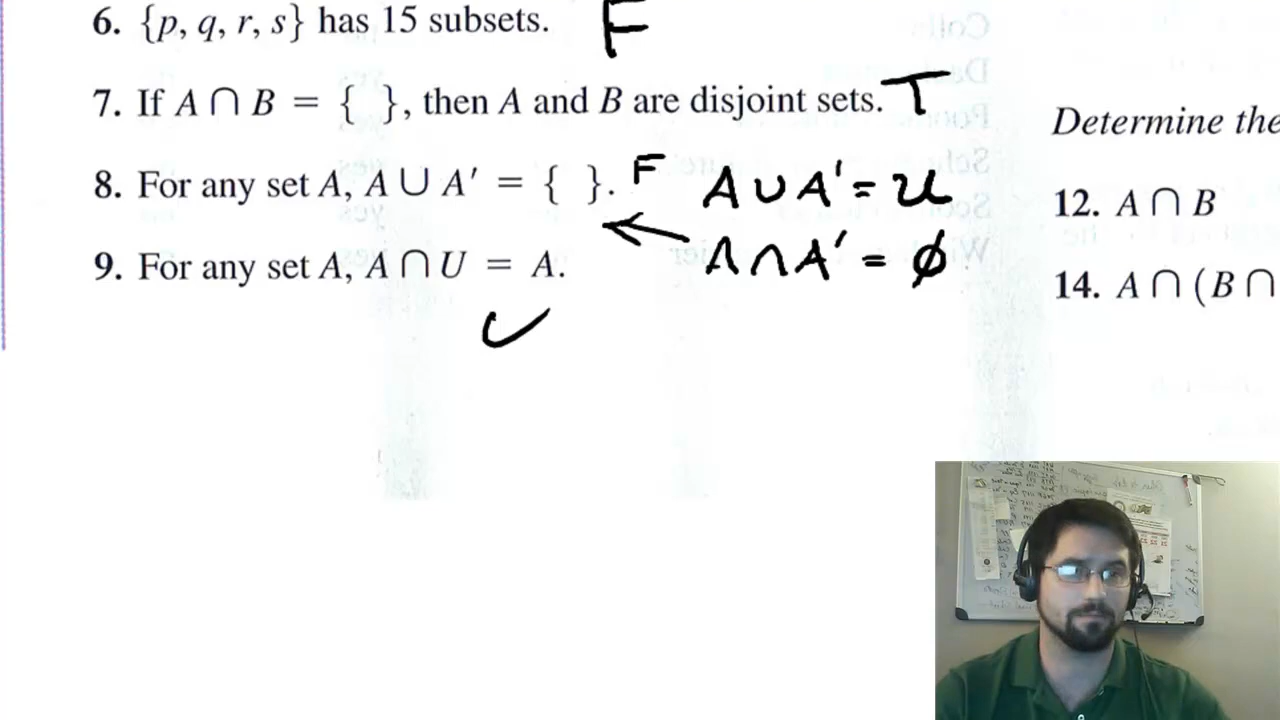 6. {p, q, r, s} has 15 subsets. F
7. If A ∩ B = { }, then A and B are disjoint sets. T
8. For any set A, A ∪ A′ = { }. F A ∪ A' = U
9. For any set A, A ∩ U = A. A ∩ A' = ϕ
Determine the
12. A ∩ B
14. A ∩ (B ∩